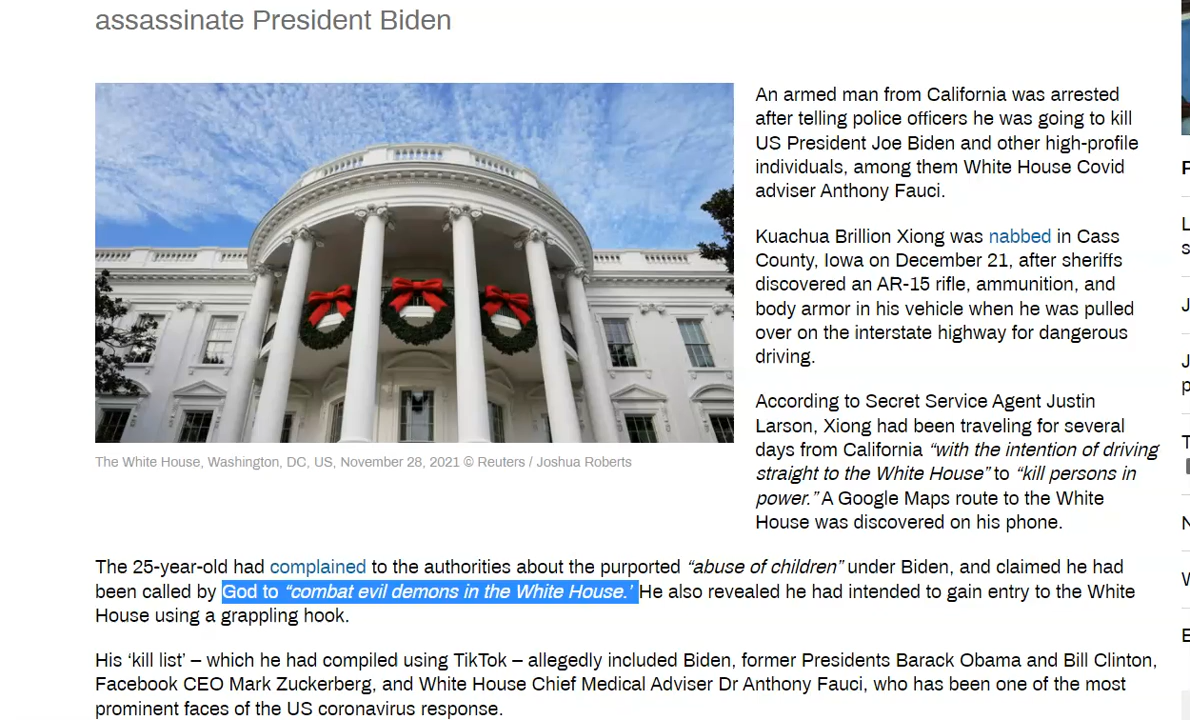 assassinate President Biden
An armed man from California was arrested
after telling police officers he was going to kill
US President Joe Biden and other high-profile
individuals, among them White House Covid
adviser Anthony Fauci.
Kuachua Brillion Xiong was nabbed in Cass
County, Iowa on December 21, after sheriffs
discovered an AR-15 rifle, ammunition, and
body armor in his vehicle when he was pulled
over on the interstate highway for dangerous
driving.
According to Secret Service Agent Justin
Larson, Xiong had been traveling for several
days from California “with the intention of driving
straight to the White House” to “kill persons in
power.” A Google Maps route to the White
House was discovered on his phone.
The White House, Washington, DC, US, November 28, 2021 © Reuters / Joshua Roberts
The 25-year-old had complained to the authorities about the purported “abuse of children” under Biden, and claimed he had
been called by God to “combat evil demons in the White House.’ He also revealed he had intended to gain entry to the White
House using a grappling hook.
His ‘kill list’ – which he had compiled using TikTok – allegedly included Biden, former Presidents Barack Obama and Bill Clinton,
Facebook CEO Mark Zuckerberg, and White House Chief Medical Adviser Dr Anthony Fauci, who has been one of the most
prominent faces of the US coronavirus response.